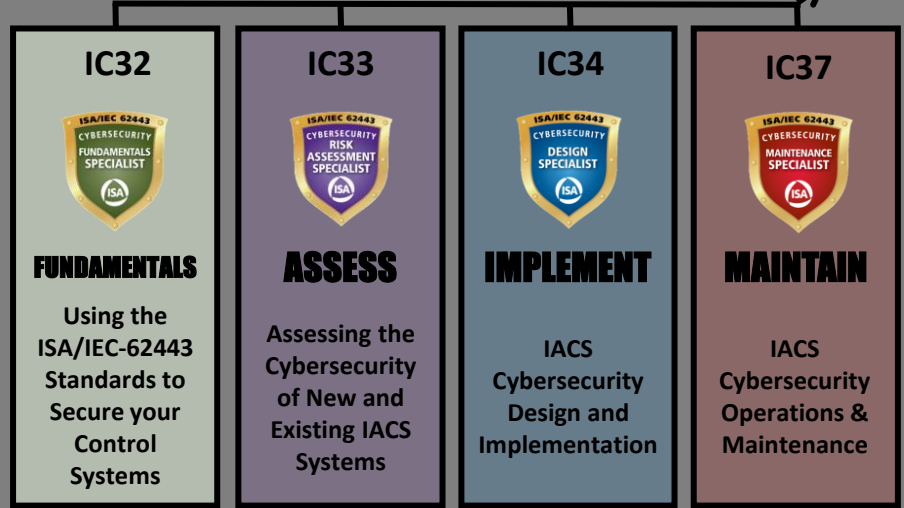 IC32
ISA/IEC 62443
CYBERSECURITY
FUNDAMENTALS
SPECIALIST
ISA
FUNDAMENTALS
Using the
ISA/IEC-62443
Standards to
Secure your
Control
Systems
IC33
ISA/IEC 62443
CYBERSECURITY
RISK
ASSESSMENT
SPECIALIST
ISA
ASSESS
Assessing the
Cybersecurity
of New and
Existing IACS
Systems
IC34
ISA/IEC 62443
CYBERSECURITY
DESIGN
SPECIALIST
ISA
IMPLEMENT
IACS
Cybersecurity
Design and
Implementation
IC37
ISA/IEC 62443
CYBERSECURITY
MAINTENANCE
SPECIALIST
ISA
MAINTAIN
IACS
Cybersecurity
Operations &
Maintenance